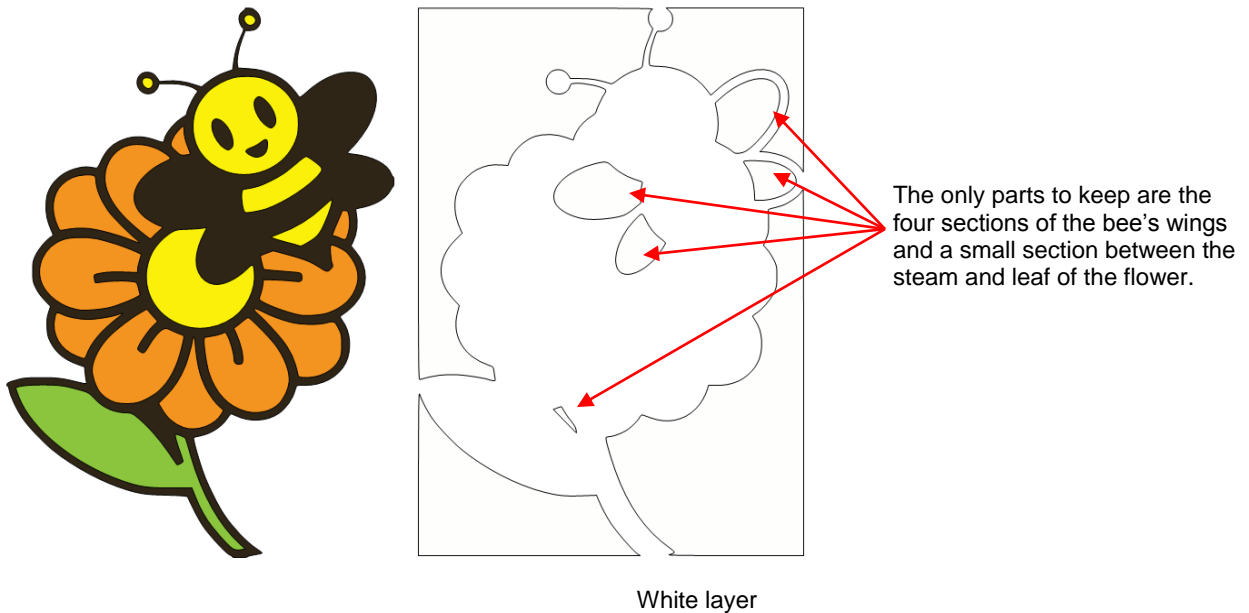 The only parts to keep are the
four sections of the bee’s wings
and a small section between the
steam and leaf of the flower.
White layer